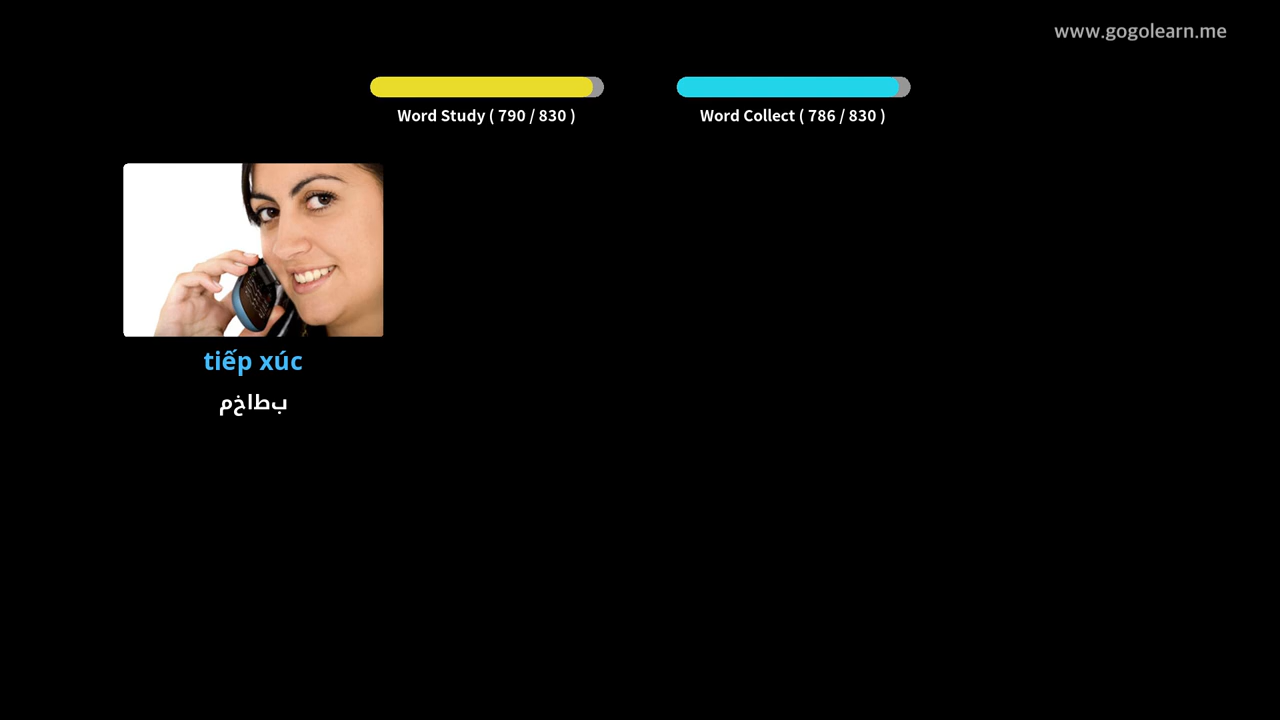 www.gogolearn.me
Word Study ( 790 / 830 )
Word Collect ( 786 / 830 )
tiếp xúc
بطاخم